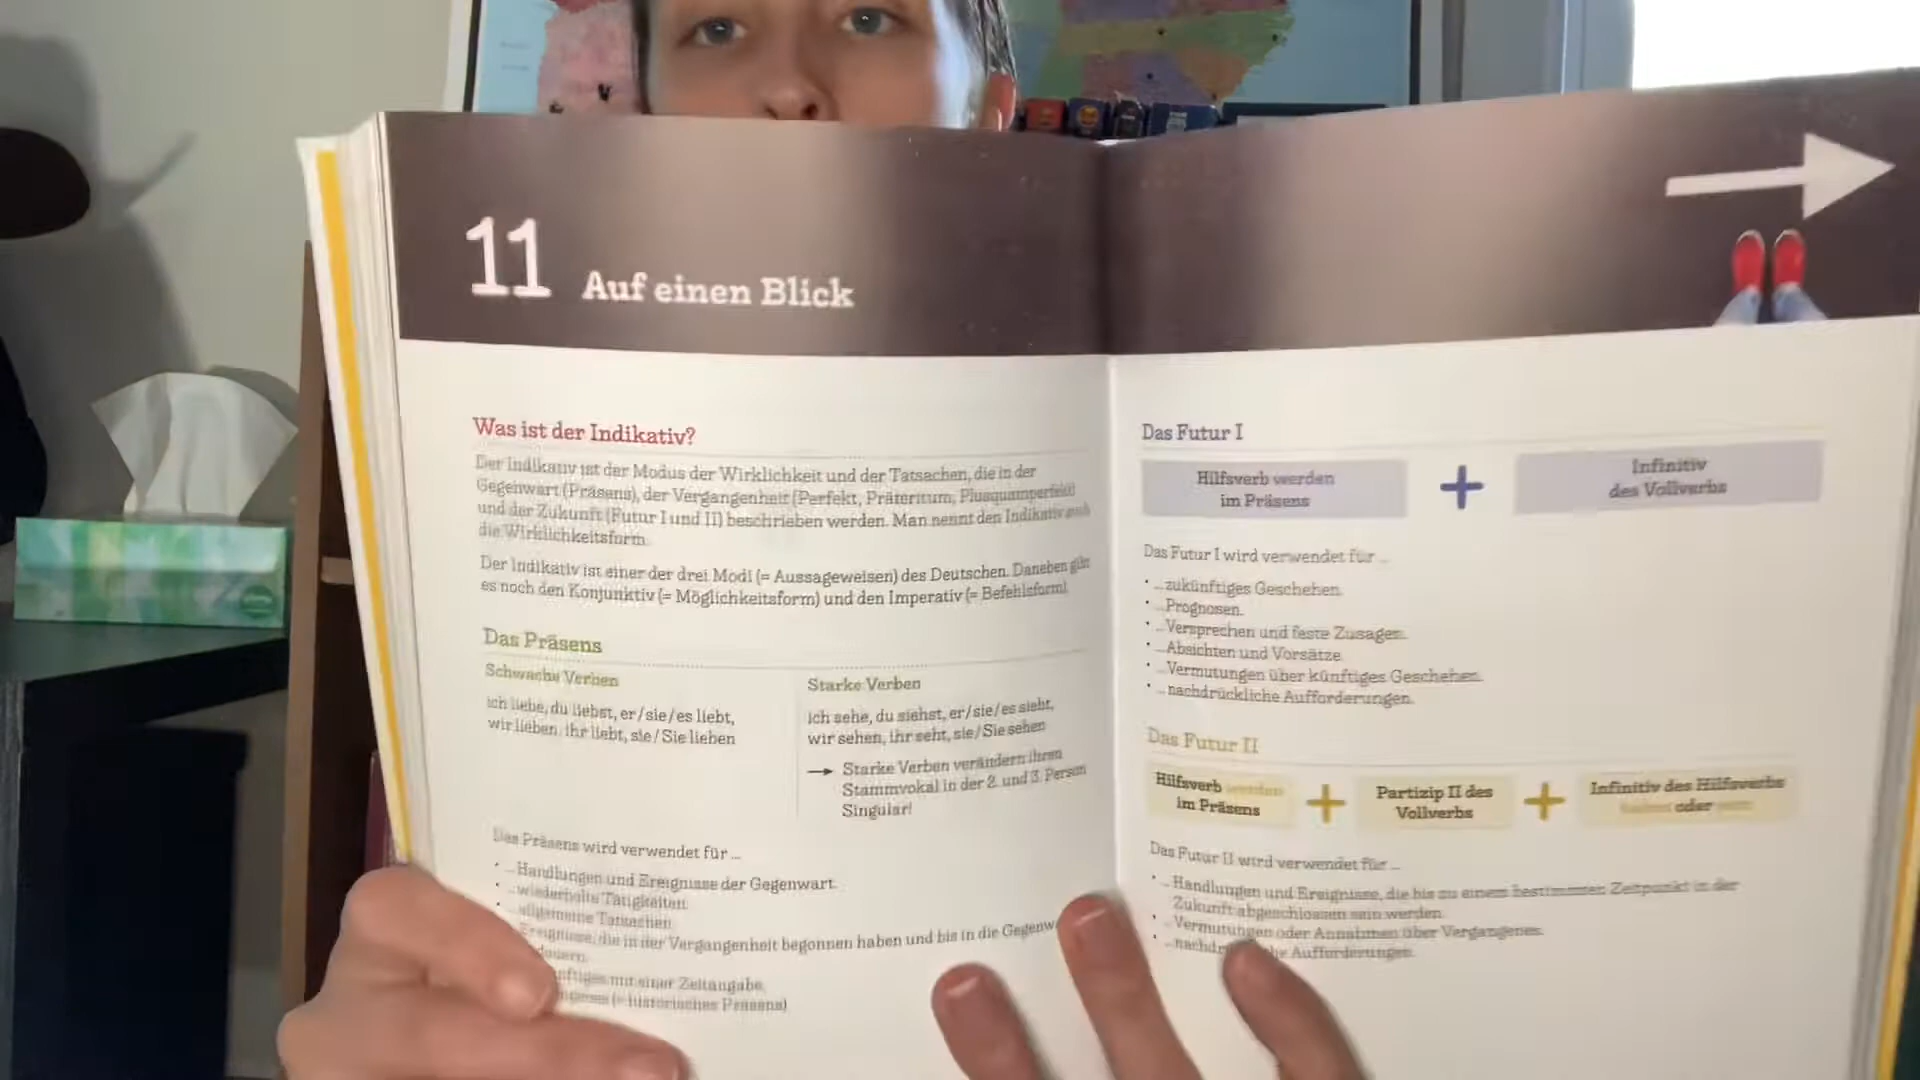 11 Auf einen Blick
Was ist der Indikativ?
Der Indikativ ist der Modus der Wirklichkeit und der Tatsachen, die in der
Gegenwart (Präsens), der Vergangenheit (Perfekt, Präteritum, Plusquamperfekt)
und der Zukunft (Futur I und II) beschrieben werden. Man nennt den Indikativ auch
die Wirklichkeitsform.
Der Indikativ ist einer der drei Modi (= Aussageweisen) des Deutschen. Daneben gibt
es noch den Konjunktiv (= Möglichkeitsform) und den Imperativ (= Befehlsform).
Das Präsens
Schwache Verben
ich liebe, du liebst, er/sie/es liebt,
wir lieben, ihr liebt, sie/Sie lieben
Starke Verben
ich sehe, du siehst, er/sie/es sieht,
wir sehen, ihr seht, sie/Sie sehen
→ Starke Verben verändern ihren
Stammvokal in der 2. und 3. Person
Singular!
Das Präsens wird verwendet für ...
• ... Handlungen und Ereignisse der Gegenwart.
• ... wiederholte Tätigkeiten.
• ... allgemeine Tatsachen.
Ereignisse, die in der Vergangenheit begonnen haben und bis in die
dauern.
mit einer Zeitangabe.
(= historisches Präsens)
Das Futur I
Hilfsverb werden
im Präsens
+
Infinitiv
des Vollverbs
Das Futur I wird verwendet für ...
• ... zukünftiges Geschehen.
• ... Prognosen.
• ... Versprechen und feste Zusagen.
• ... Absichten und Vorsätze.
• ... Vermutungen über künftiges Geschehen.
• ... nachdrückliche Aufforderungen.
Das Futur II
Hilfsverb werden
im Präsens
+
Partizip II des
Vollverbs
+
Infinitiv des Hilfsverbs
haben oder sein
Das Futur II wird verwendet für ...
• ... Handlungen und Ereignisse, die bis zu einem bestimmten Zeitpunkt in der
Zukunft abgeschlossen sein werden.
• ... Vermutungen oder Annahmen über Vergangenes.
• ... Aufforderungen.